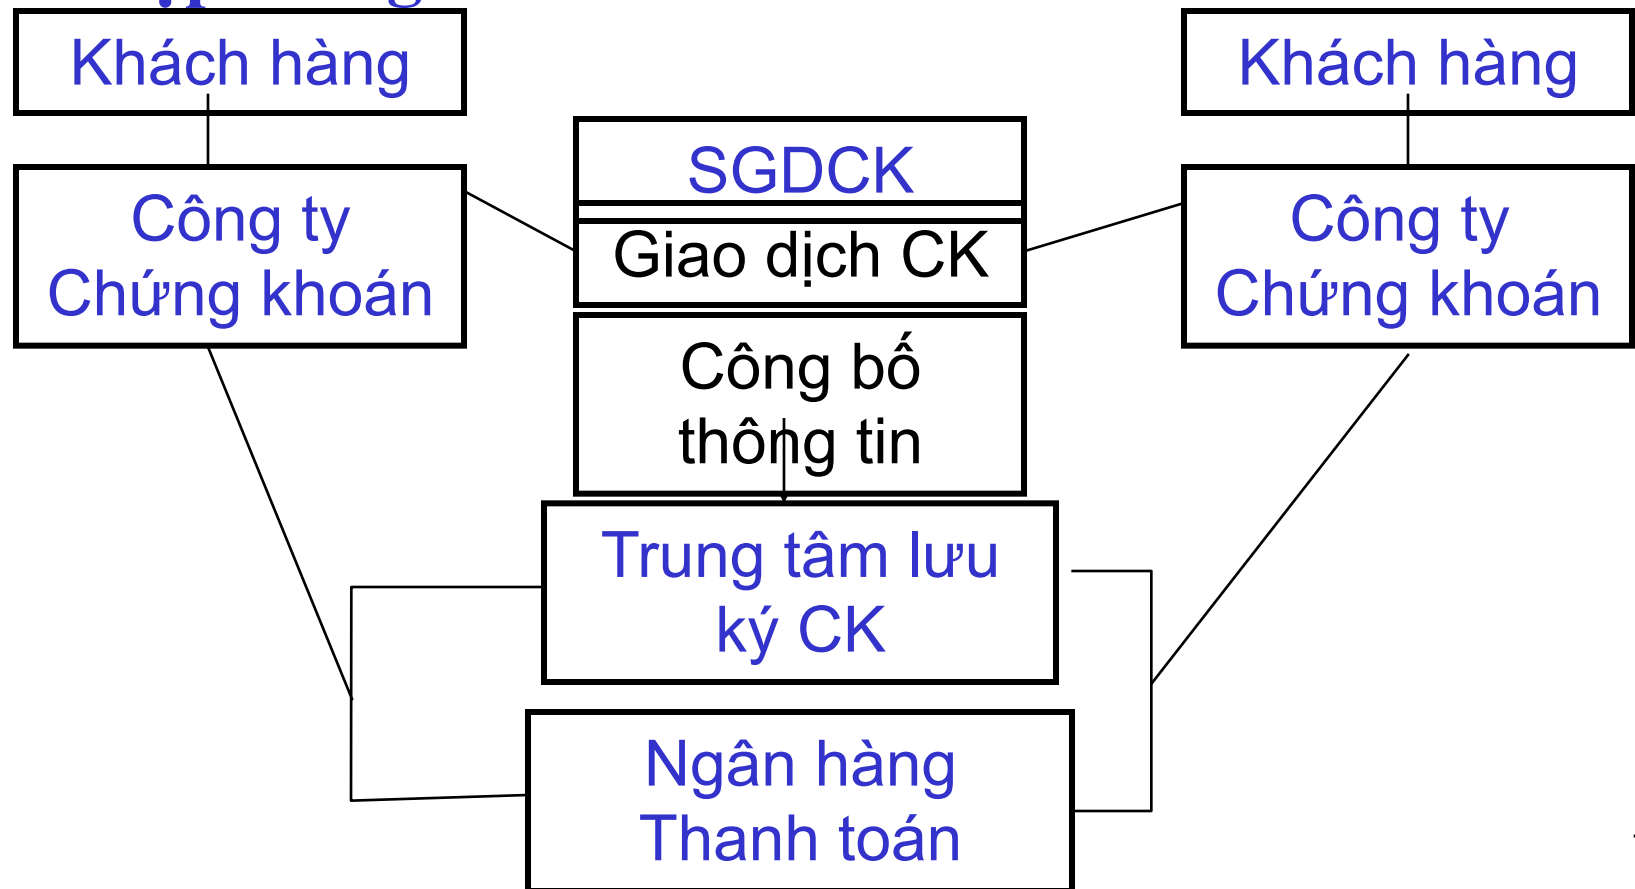 Khách hàng
Khách hàng
SGDCK
Công ty
Chứng khoán
Giao dịch CK
Công ty
Chứng khoán
Công bố
thông tin
Trung tâm lưu
ký CK
Ngân hàng
Thanh toán